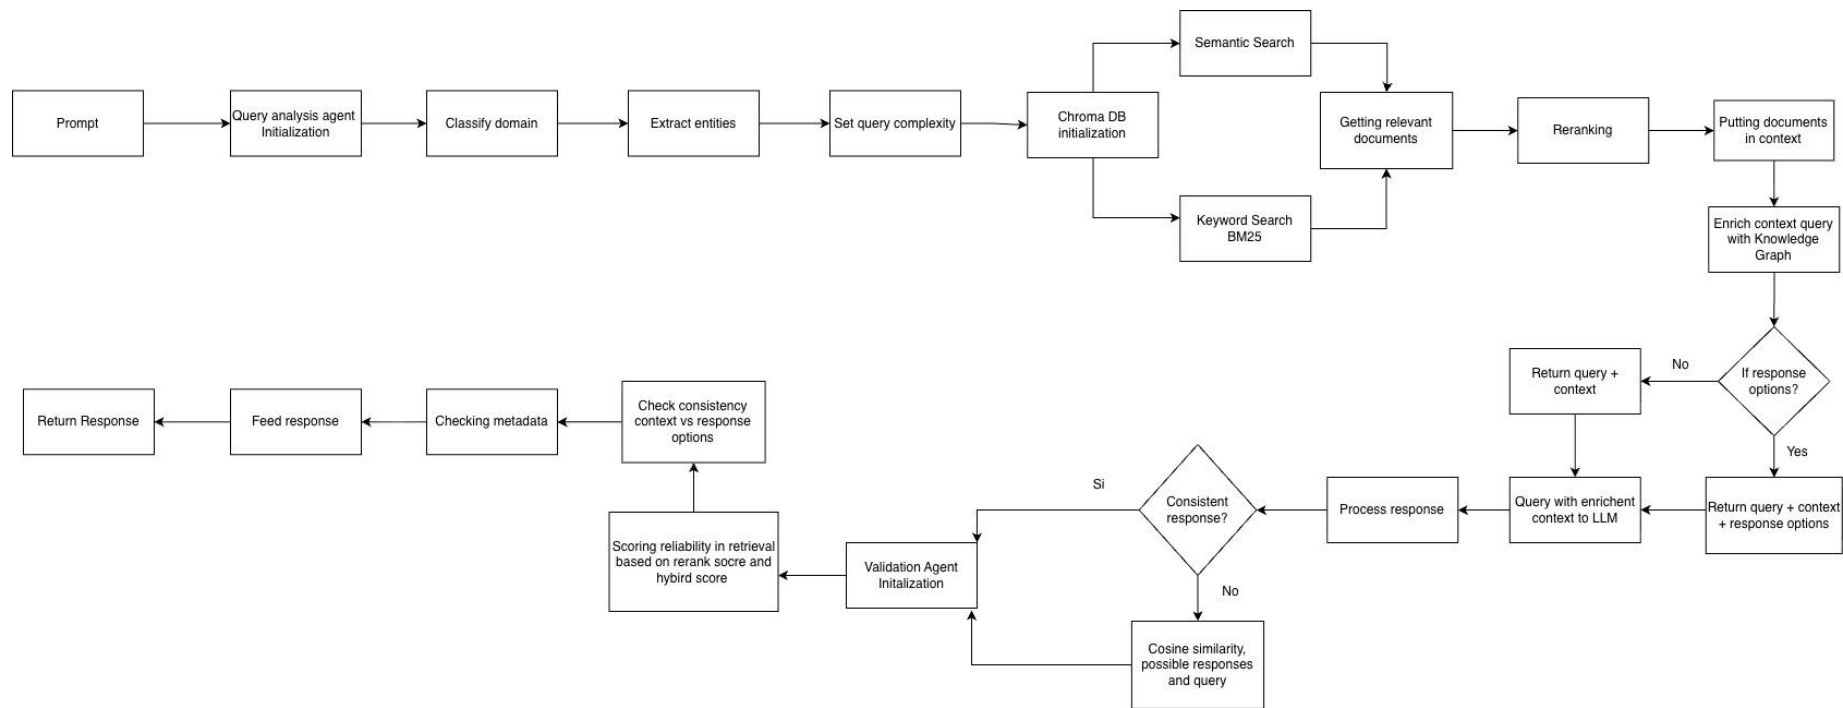 Prompt
Query analysis agent
Initialization
Classify domain
Extract entities
Set query complexity
Chroma DB
initialization
Semantic Search
Keyword Search
BM25
Getting relevant
documents
Reranking
Putting documents
in context
Enrich context query
with Knowledge
Graph
If response
options?
No
Return query +
context
Yes
Return query + context
+ response options
Query with enrichent
context to LLM
Process response
Consistent
response?
Si
No
Cosine similarity,
possible responses
and query
Validation Agent
Initalization
Scoring reliability in retrieval
based on rerank socre and
hybird score
Check consistency
context vs response
options
Checking metadata
Feed response
Return Response